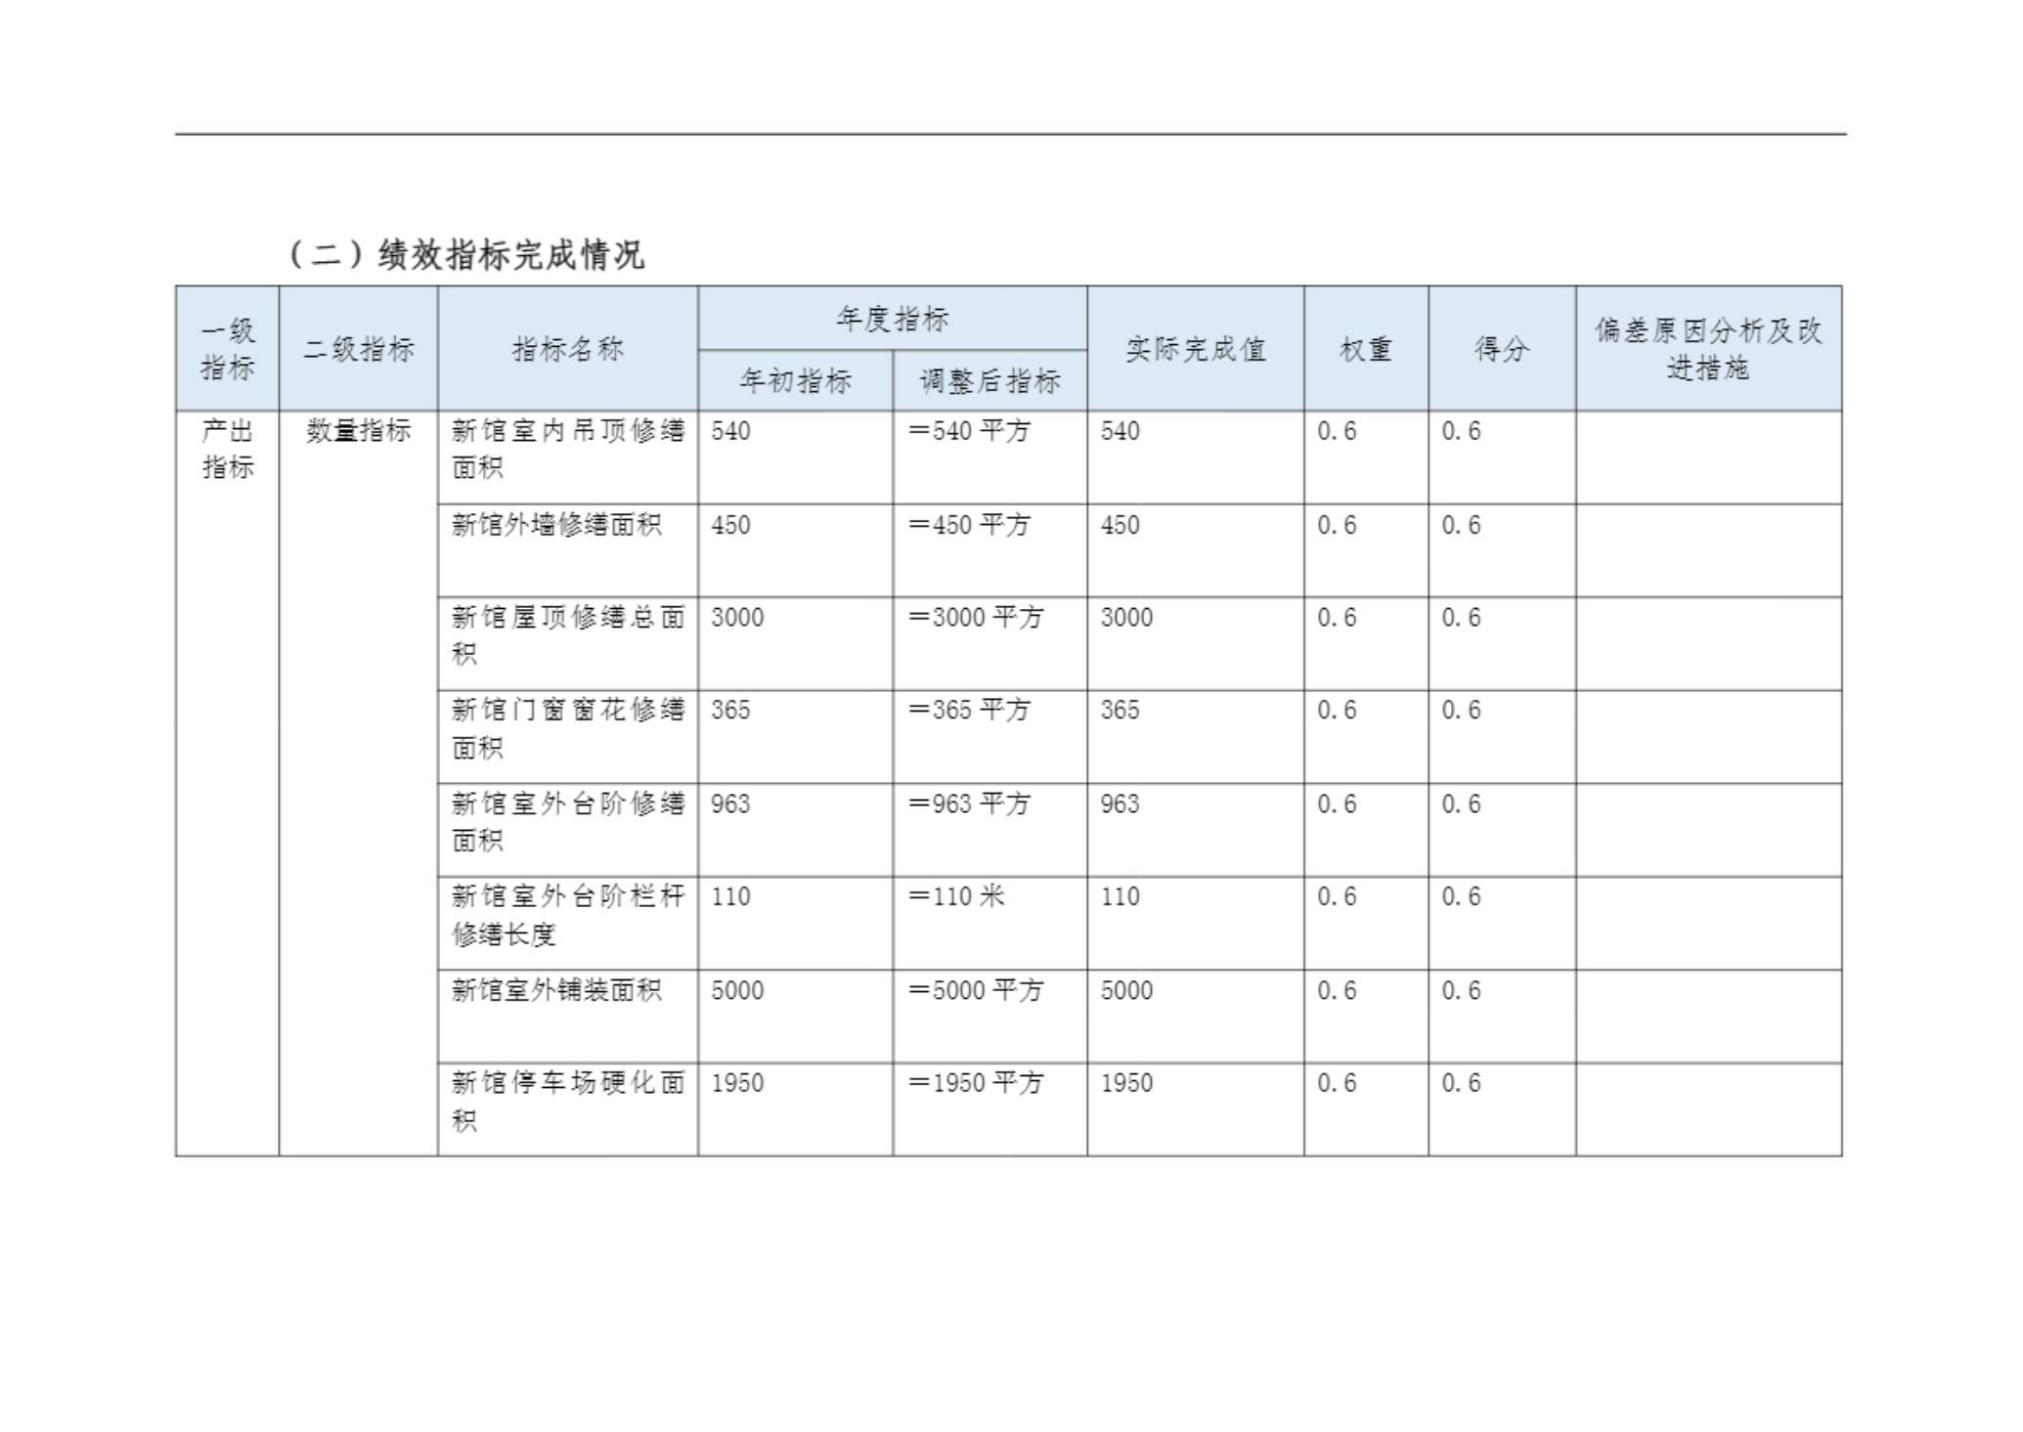 （二）绩效指标完成情况
一级指标 二级指标 指标名称 年度指标 实际完成值 权重 得分 偏差原因分析及改进措施
年初指标 调整后指标
产出指标 数量指标 新馆室内吊顶修缮面积 540 ＝540 平方 540 0.6 0.6
新馆外墙修缮面积 450 ＝450 平方 450 0.6 0.6
新馆屋顶修缮总面积 3000 ＝3000 平方 3000 0.6 0.6
新馆门窗窗花修缮面积 365 ＝365 平方 365 0.6 0.6
新馆室外台阶修缮面积 963 ＝963 平方 963 0.6 0.6
新馆室外台阶栏杆修缮长度 110 ＝110 米 110 0.6 0.6
新馆室外铺装面积 5000 ＝5000 平方 5000 0.6 0.6
新馆停车场硬化面积 1950 ＝1950 平方 1950 0.6 0.6